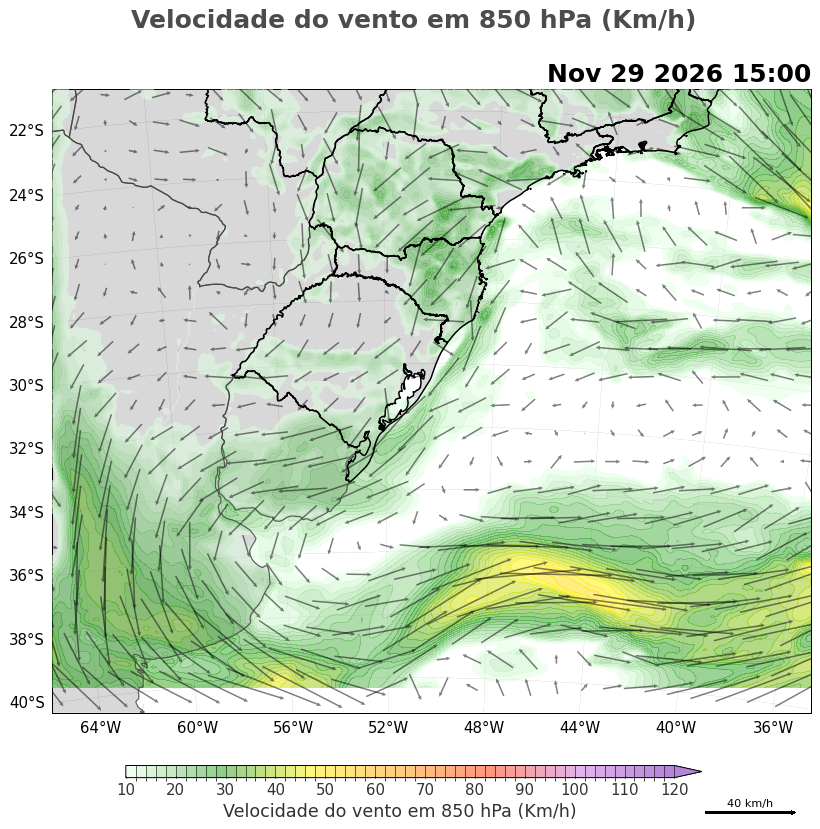 Velocidade do vento em 850 hPa (Km/h)
Nov 29 2026 15:00
22°S
24°S
26°S
28°S
30°S
32°S
34°S
36°S
38°S
40°S
64°W 60°W 56°W 52°W 48°W 44°W 40°W 36°W
10 20 30 40 50 60 70 80 90 100 110 120
Velocidade do vento em 850 hPa (Km/h)
40 km/h